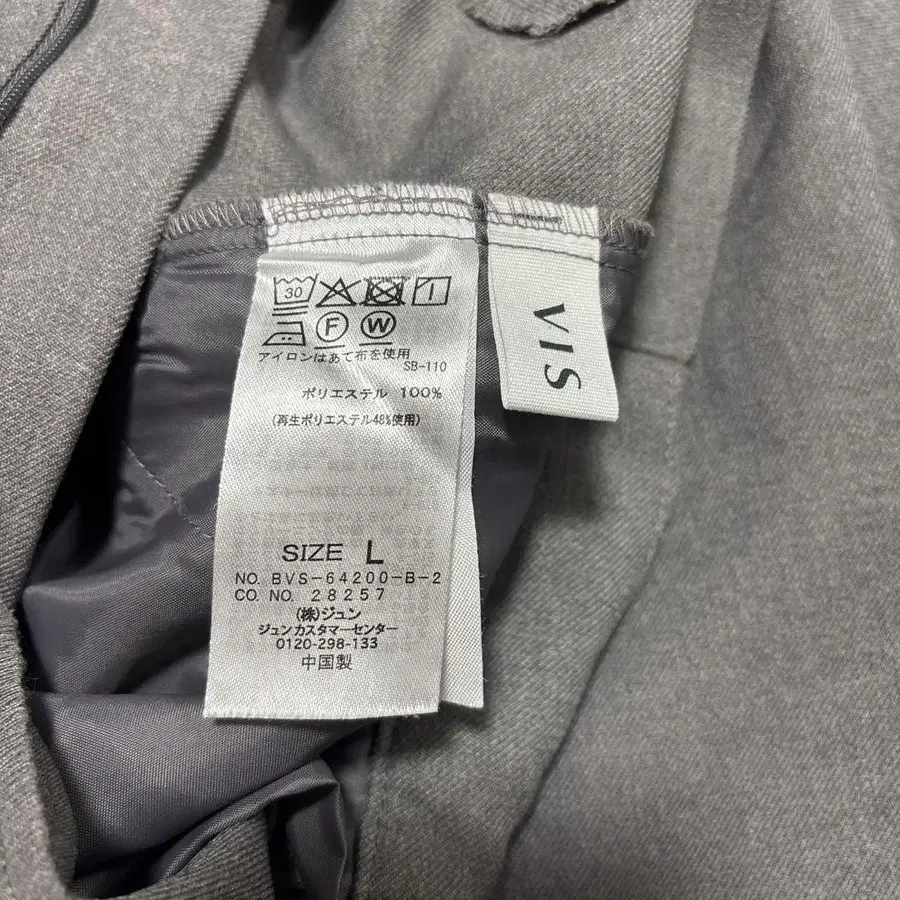 30
F W
アイロンはあて布を使用
SB-110
ポリエステル 100%
(再生ポリエステル48%使用)
SIZE L
NO. BVS-64200-B-2
CO. NO. 28257
(株)ジュン
ジュンカスタマーセンター
0120-298-133
中国製
VIS